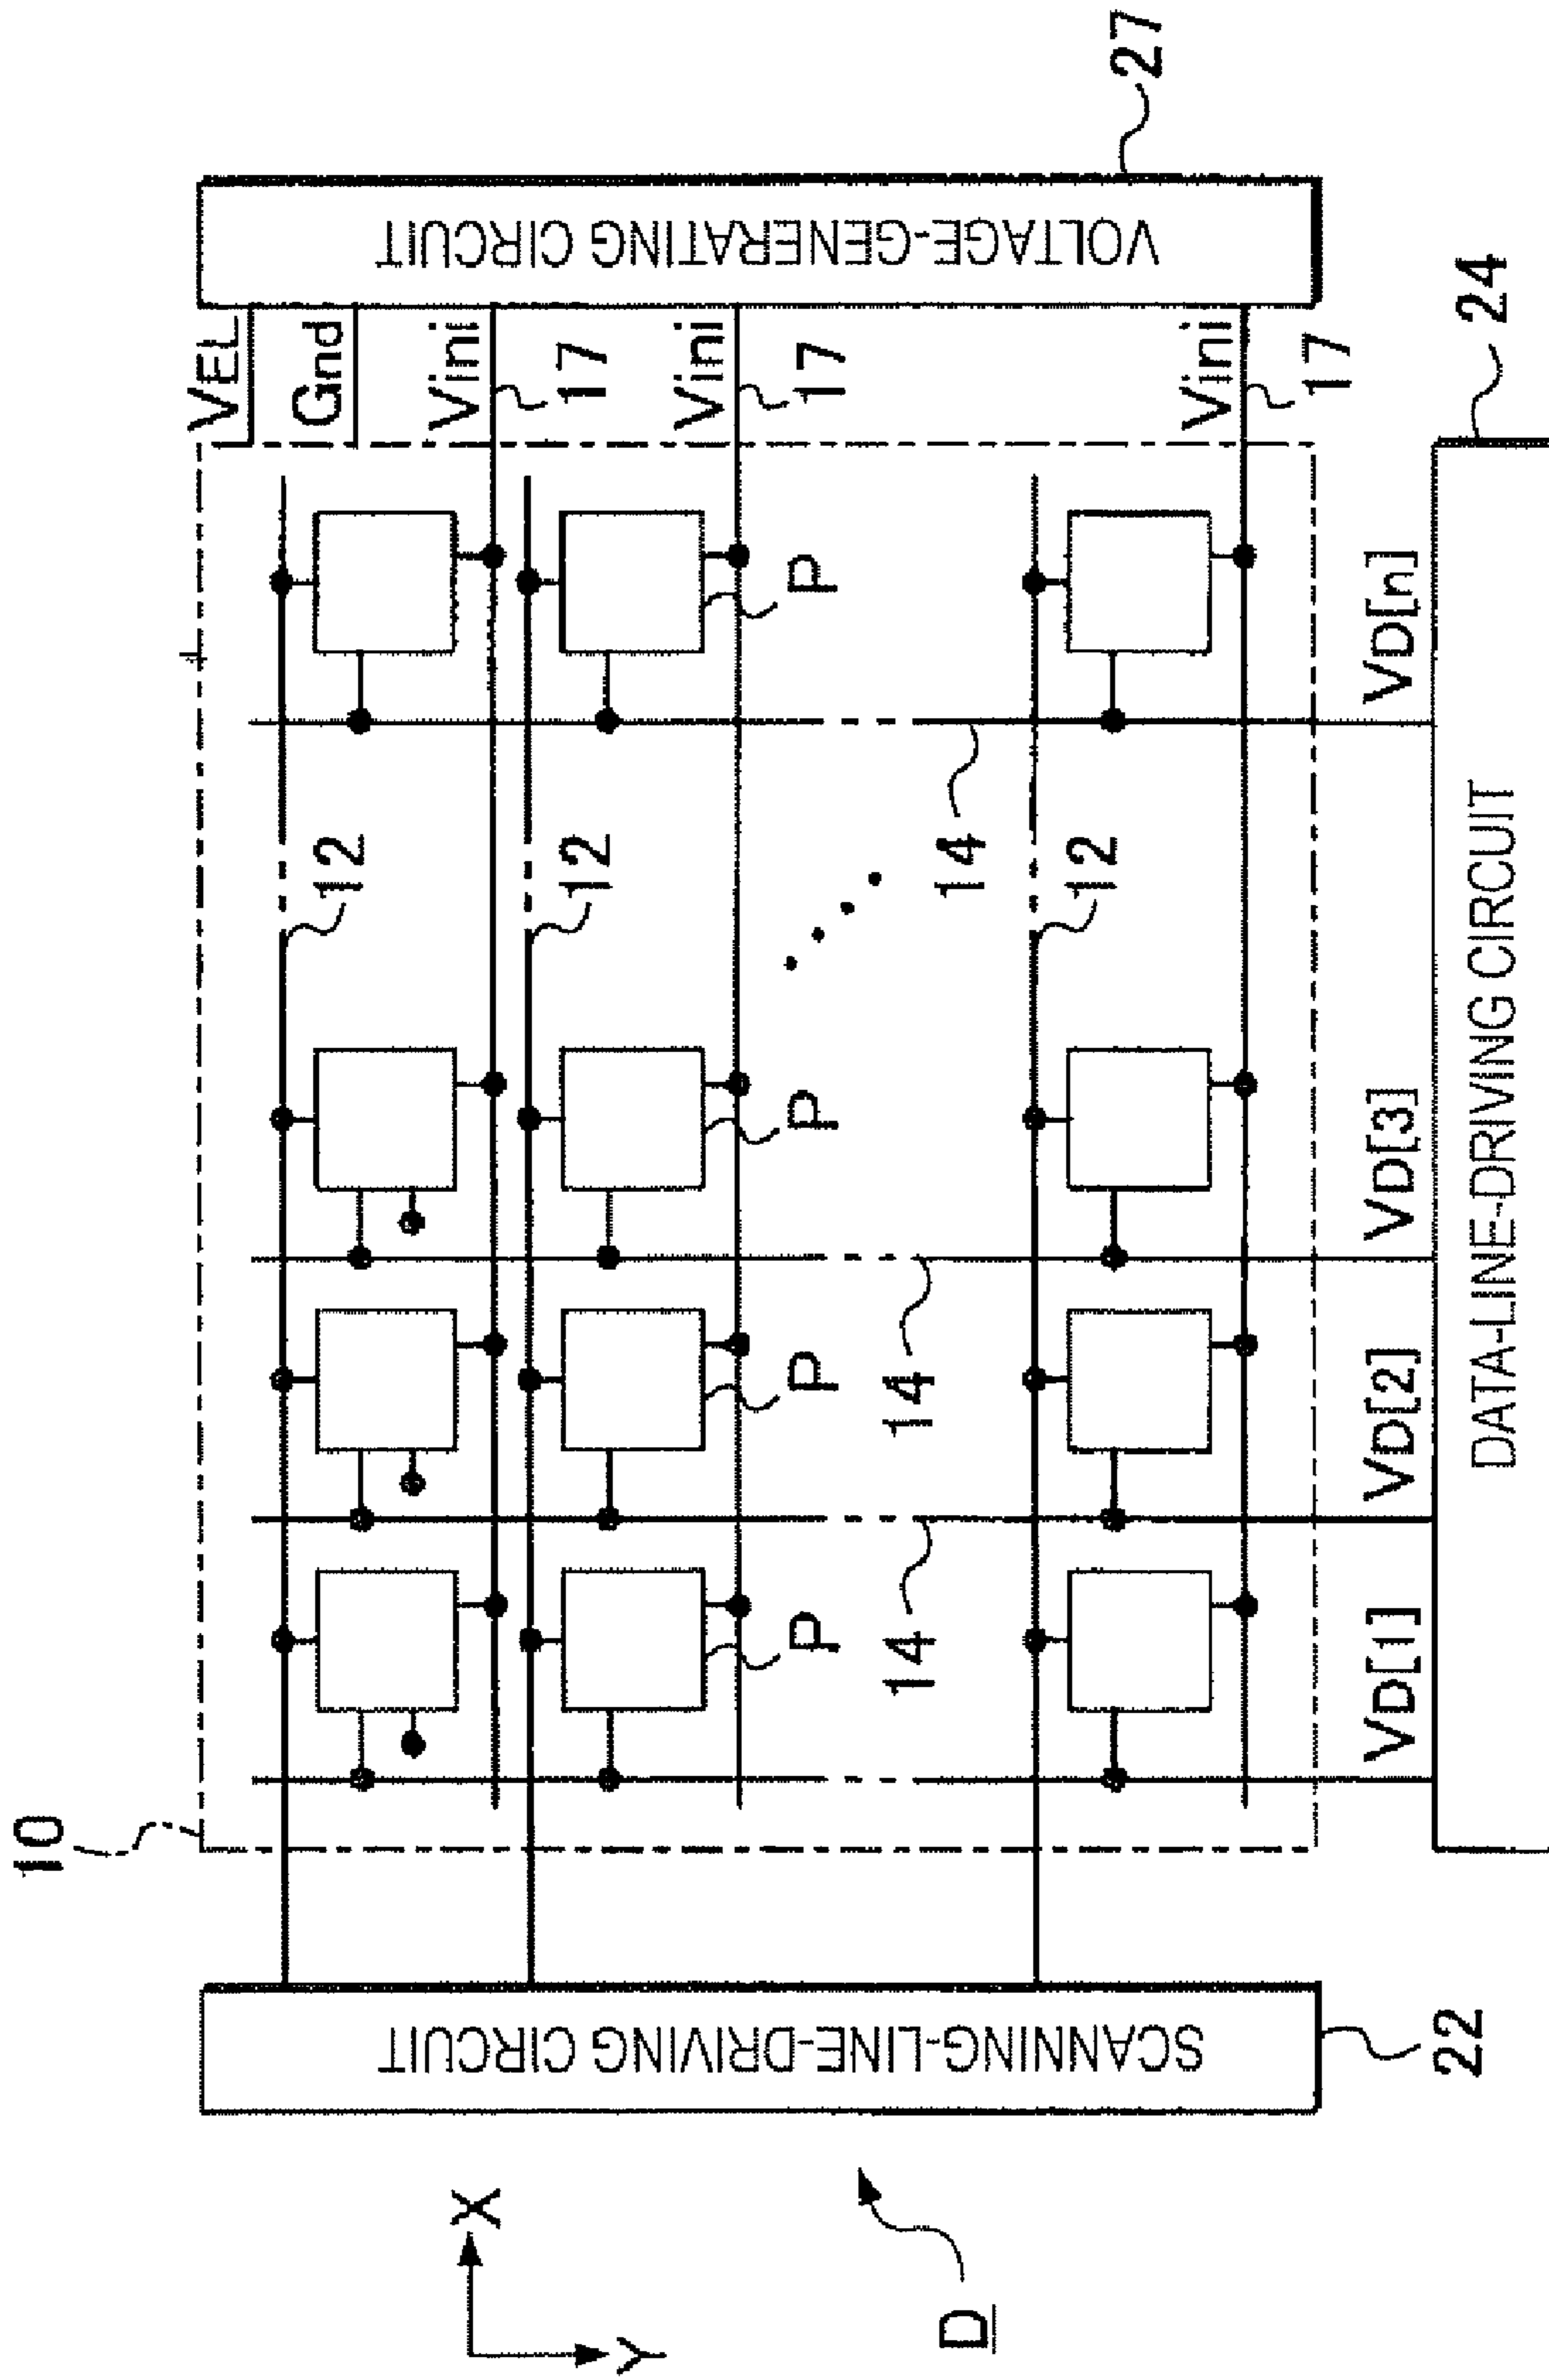 10
VEL
Gnd
12
Vini
17
12
Vini
17
P
P
P
P
14
14
14
14
12
Vini
17
VD[1]
VD[2]
VD[3]
VD[n]
SCANNING-LINE-DRIVING CIRCUIT
22
VOLTAGE-GENERATING CIRCUIT
27
DATA-LINE-DRIVING CIRCUIT
24
X
Y
D